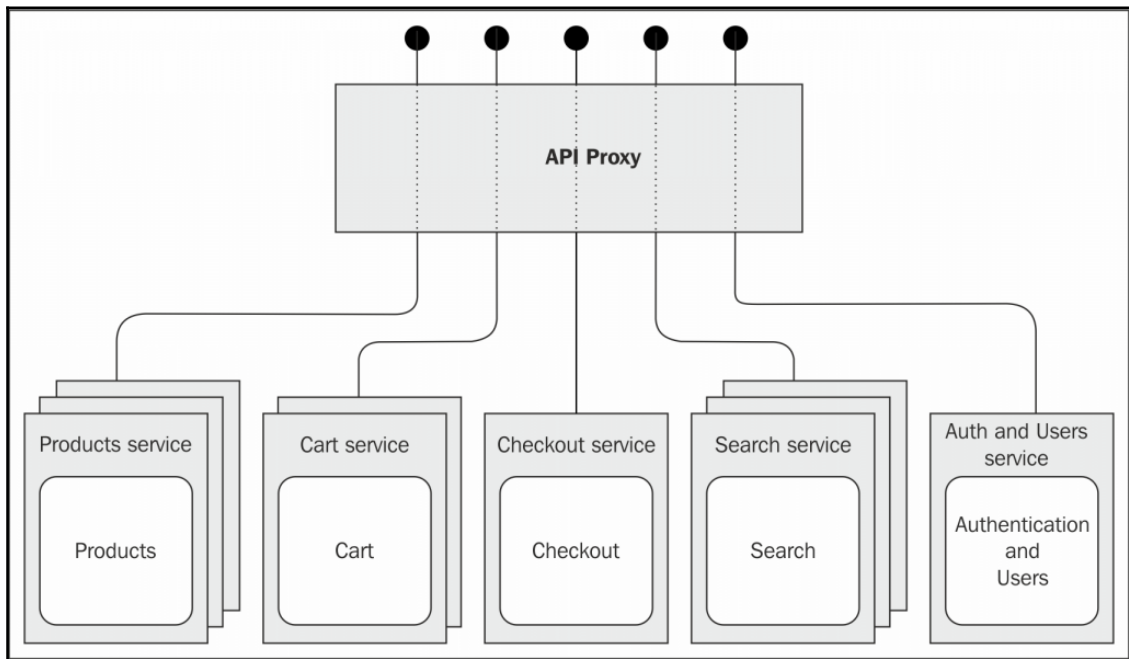 API Proxy
Products service
Cart service
Checkout service
Search service
Auth and Users
service
Products
Cart
Checkout
Search
Authentication
and
Users